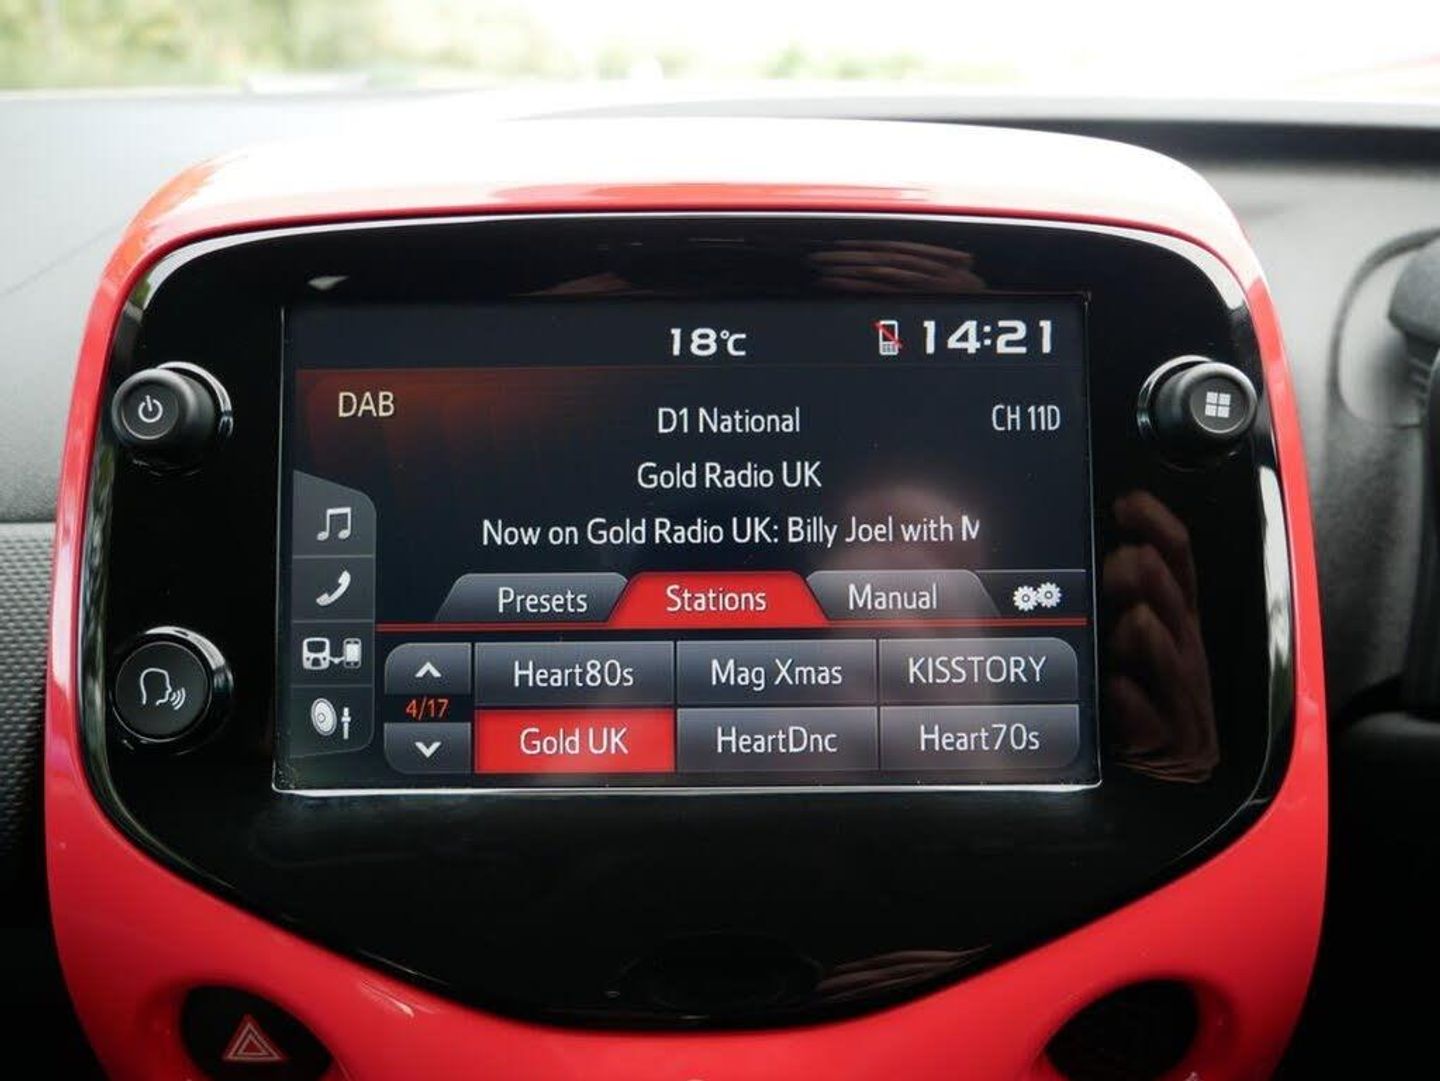 18°C 14:21
DAB
D1 National CH 11D
Gold Radio UK
Now on Gold Radio UK: Billy Joel with M
Presets Stations Manual
Heart80s Mag Xmas KISSTORY
4/17
Gold UK HeartDnc Heart70s